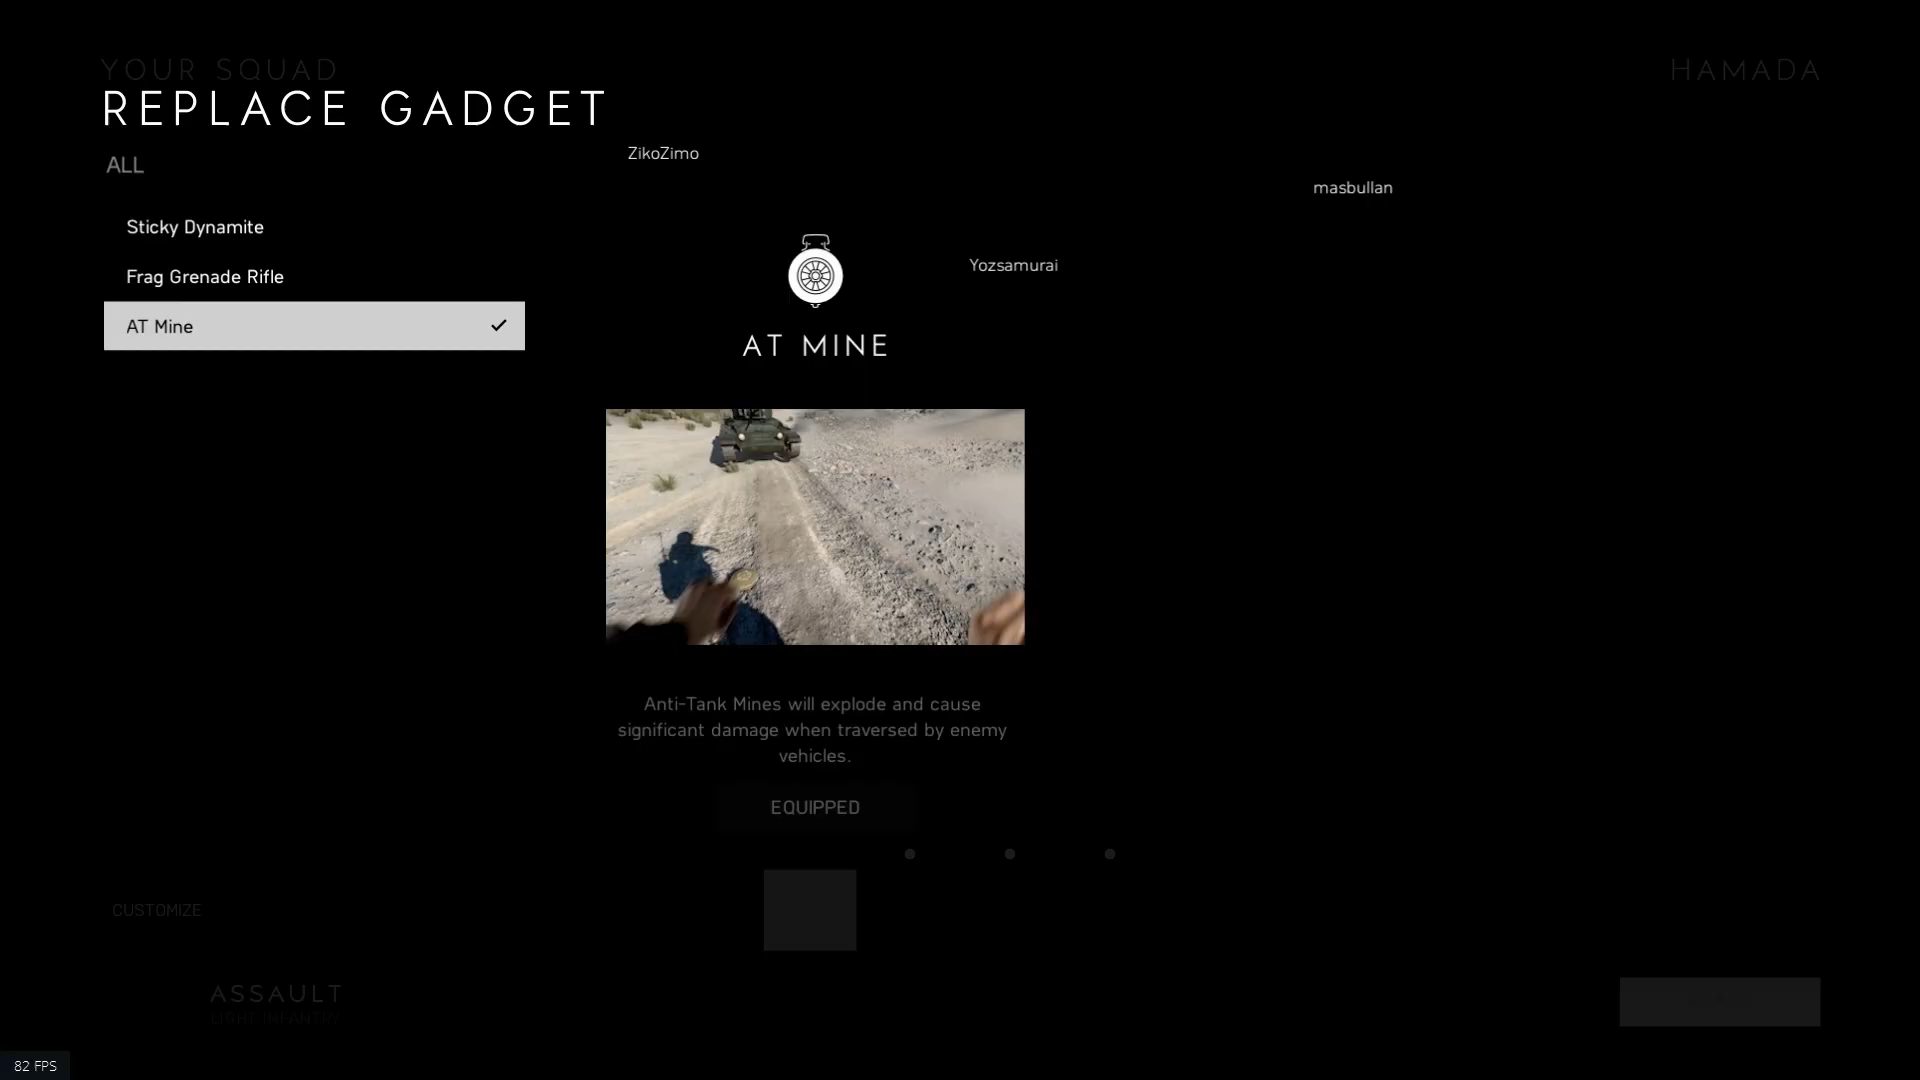 YOUR SQUAD
HAMADA
REPLACE GADGET
ALL
ZikoZimo
masbullan
Sticky Dynamite
Yozsamurai
Frag Grenade Rifle
AT Mine
AT MINE
Anti-Tank Mines will explode and cause
significant damage when traversed by enemy
vehicles.
EQUIPPED
CUSTOMIZE
ASSAULT
LIGHT INFANTRY
82 FPS